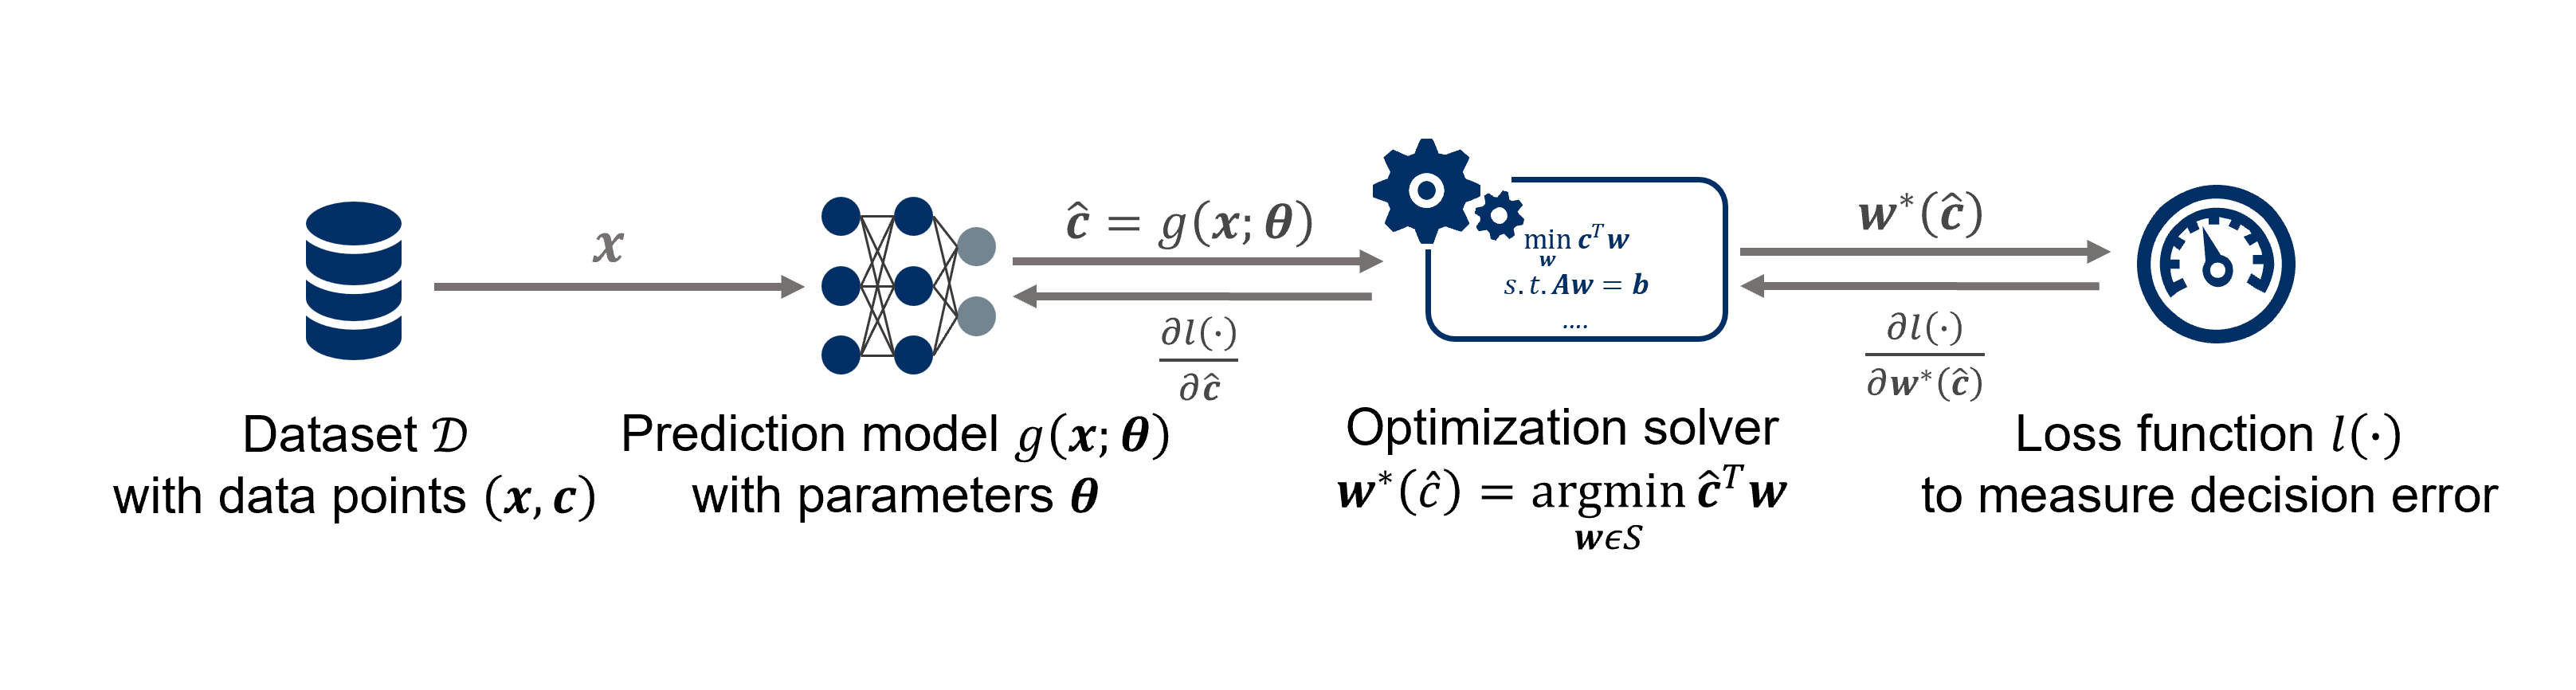 x
ĉ = g(x; θ)
∂l(·)
∂ĉ
min cᵀw
w
s.t. Aw = b
....
w*(ĉ)
∂l(·)
∂w*(ĉ)
Dataset 𝒟
with data points (x, c)
Prediction model g(x; θ)
with parameters θ
Optimization solver
w*(ĉ) = argmin ĉᵀw
wϵS
Loss function l(·)
to measure decision error